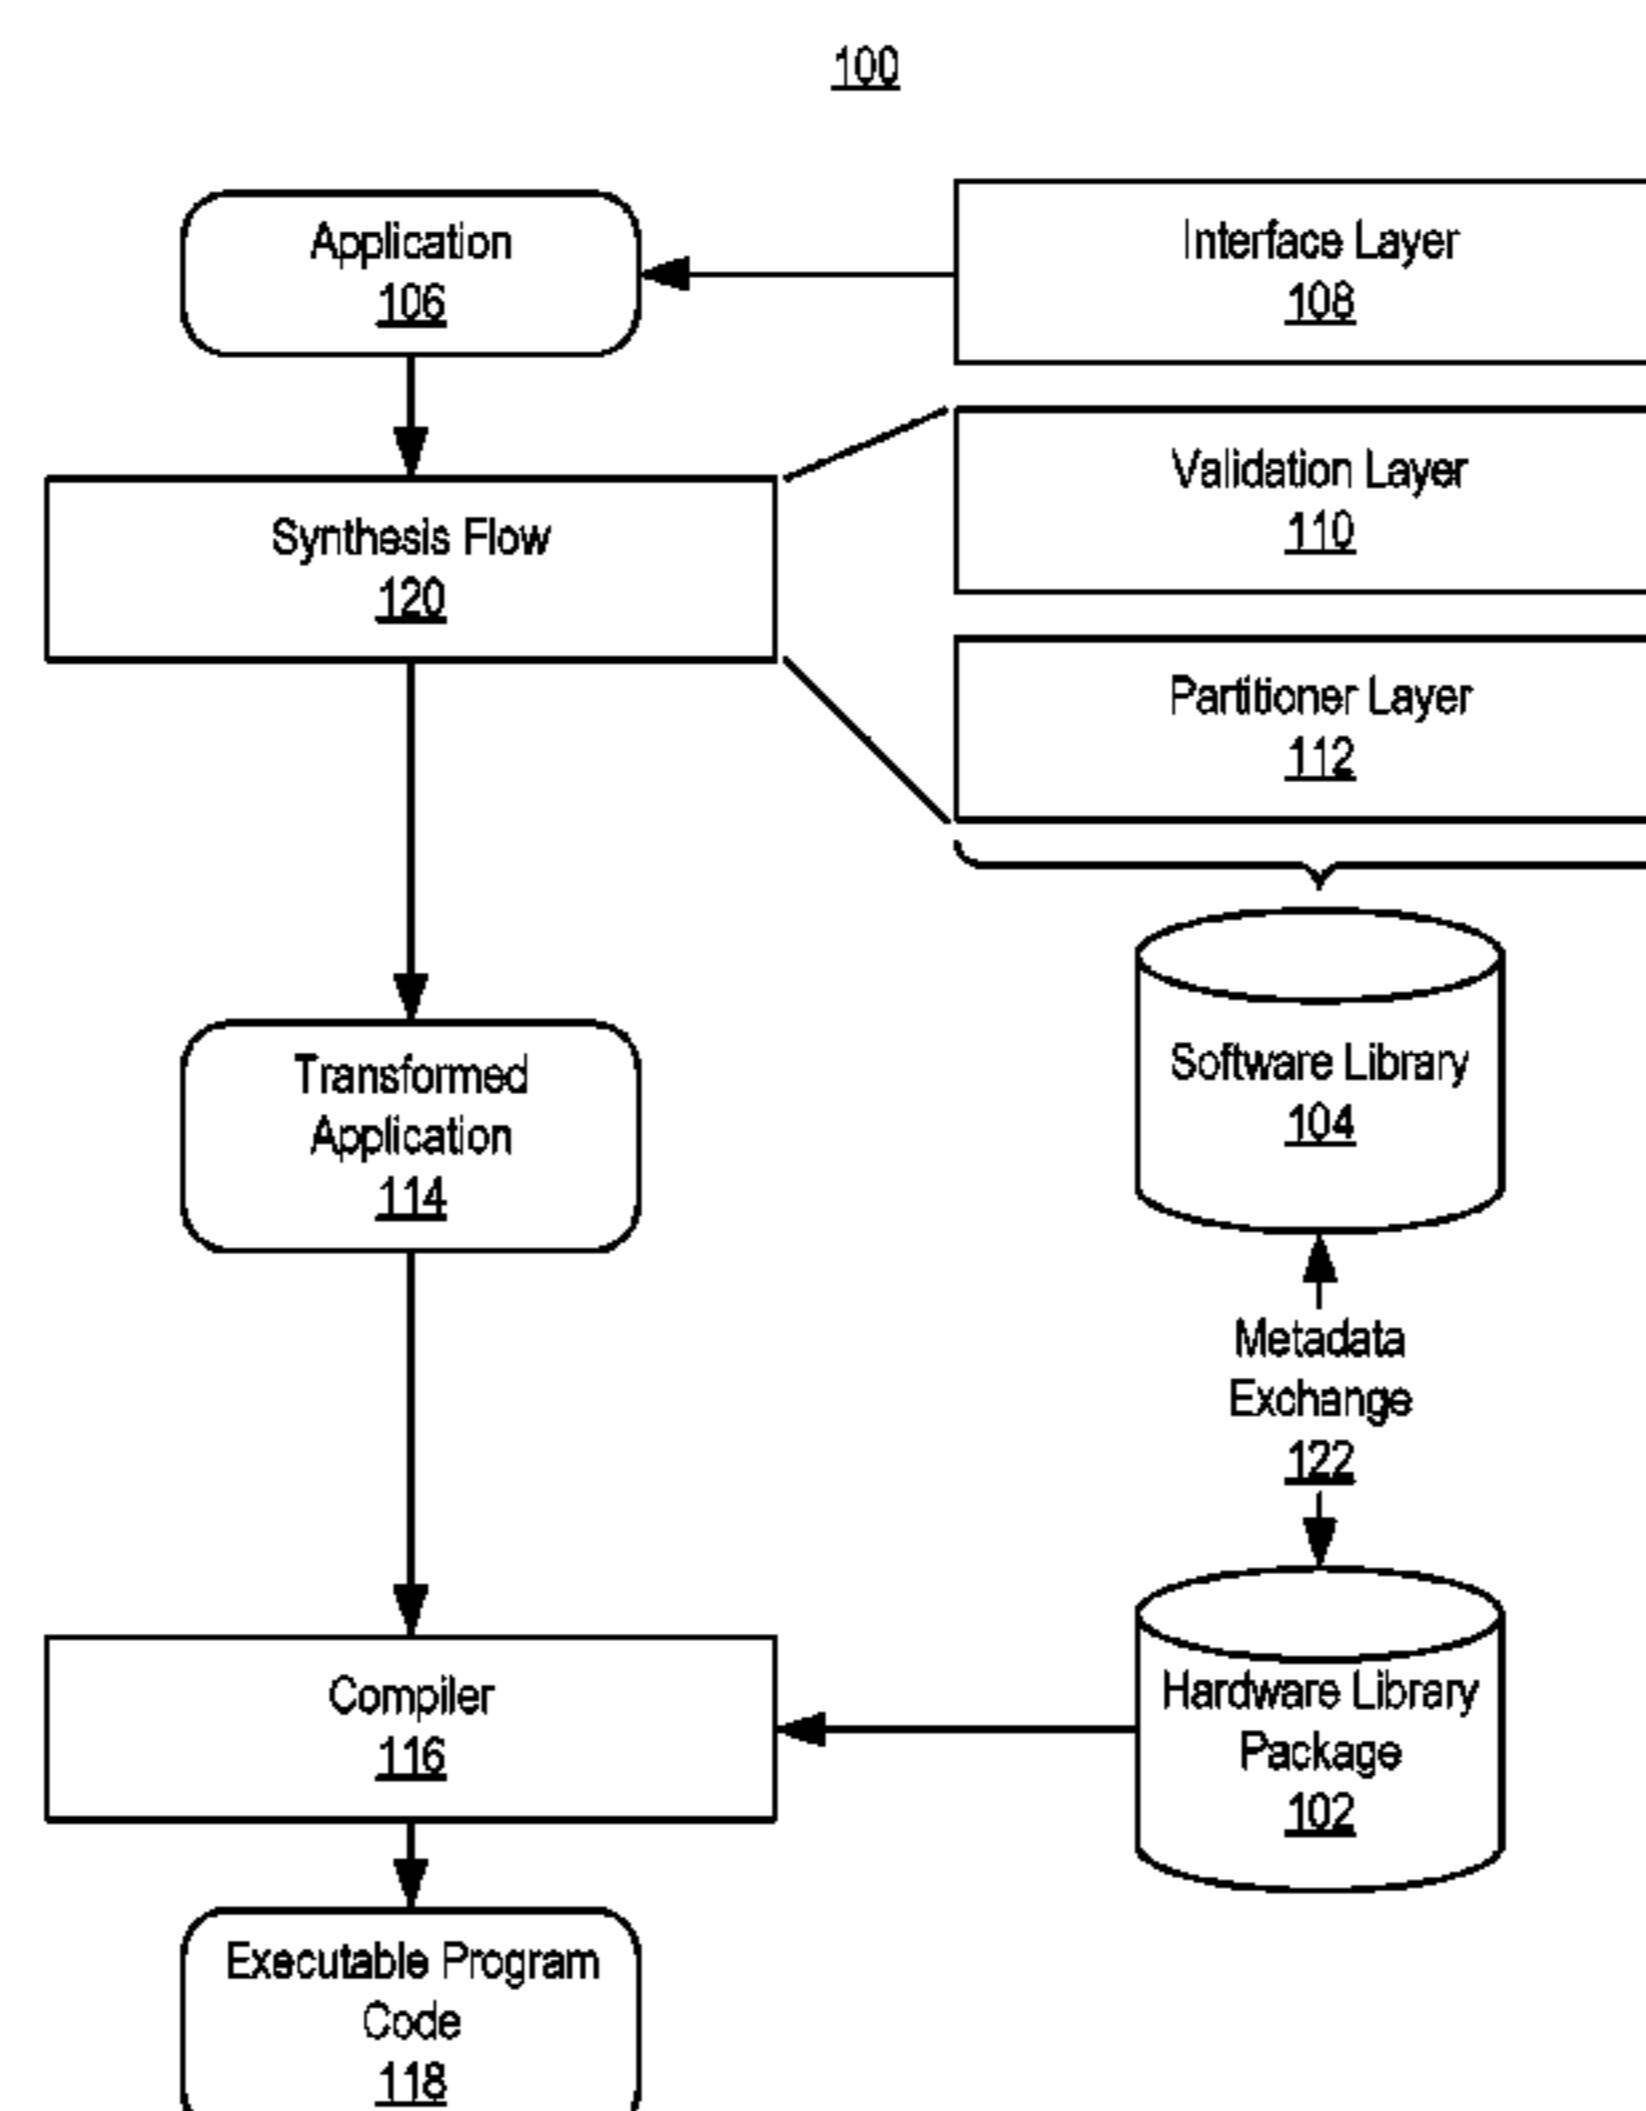 100
Application
106
Interface Layer
108
Validation Layer
110
Synthesis Flow
120
Partitioner Layer
112
Transformed
Application
114
Software Library
104
Metadata
Exchange
122
Compiler
116
Hardware Library
Package
102
Executable Program
Code
118